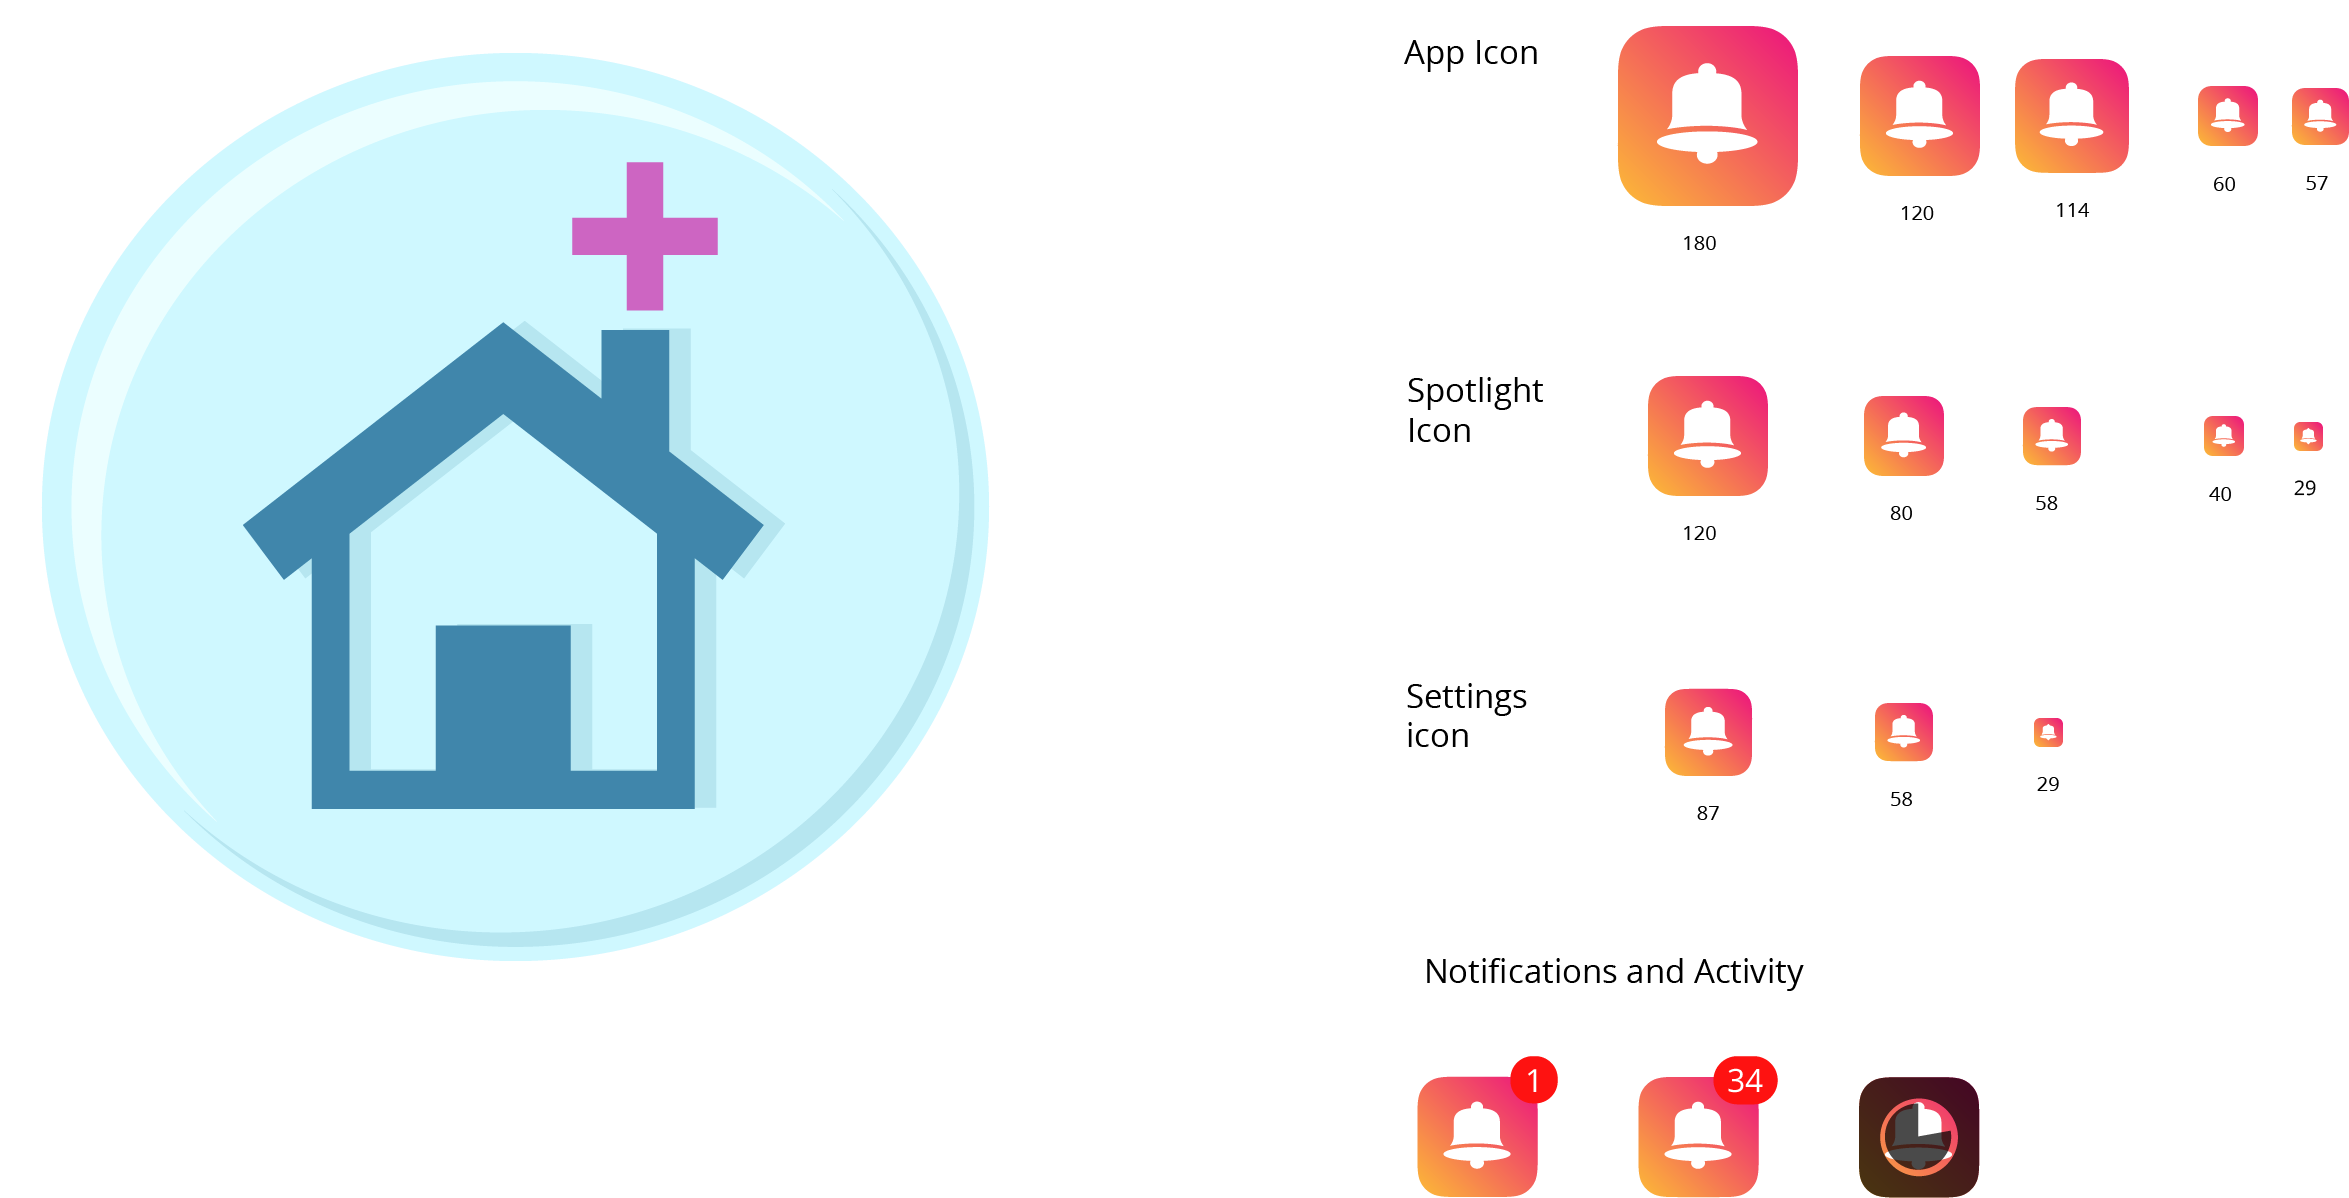 App Icon
180
120
114
60
57
Spotlight
Icon
120
80
58
40
29
Settings
icon
87
58
29
Notifications and Activity
1
34